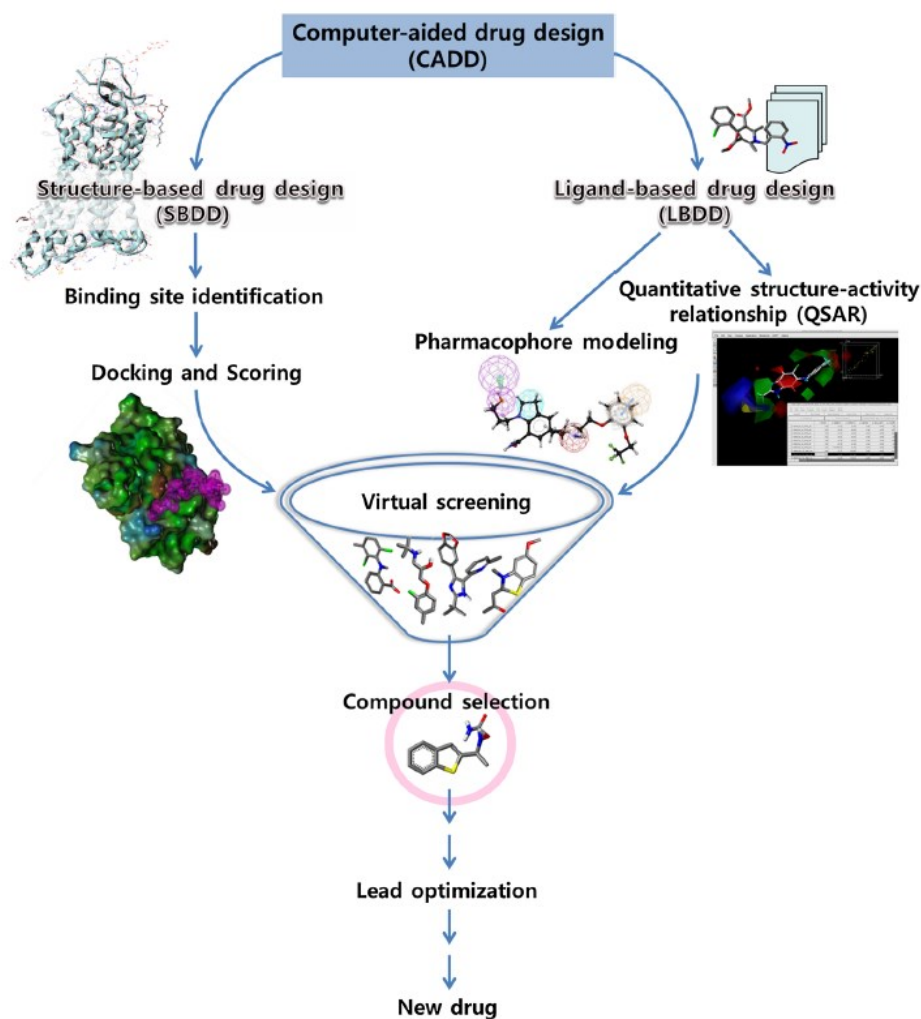 Computer-aided drug design
(CADD)
Structure-based drug design
(SBDD)
Ligand-based drug design
(LBDD)
Binding site identification
Quantitative structure-activity
relationship (QSAR)
Pharmacophore modeling
Docking and Scoring
Virtual screening
Compound selection
Lead optimization
New drug